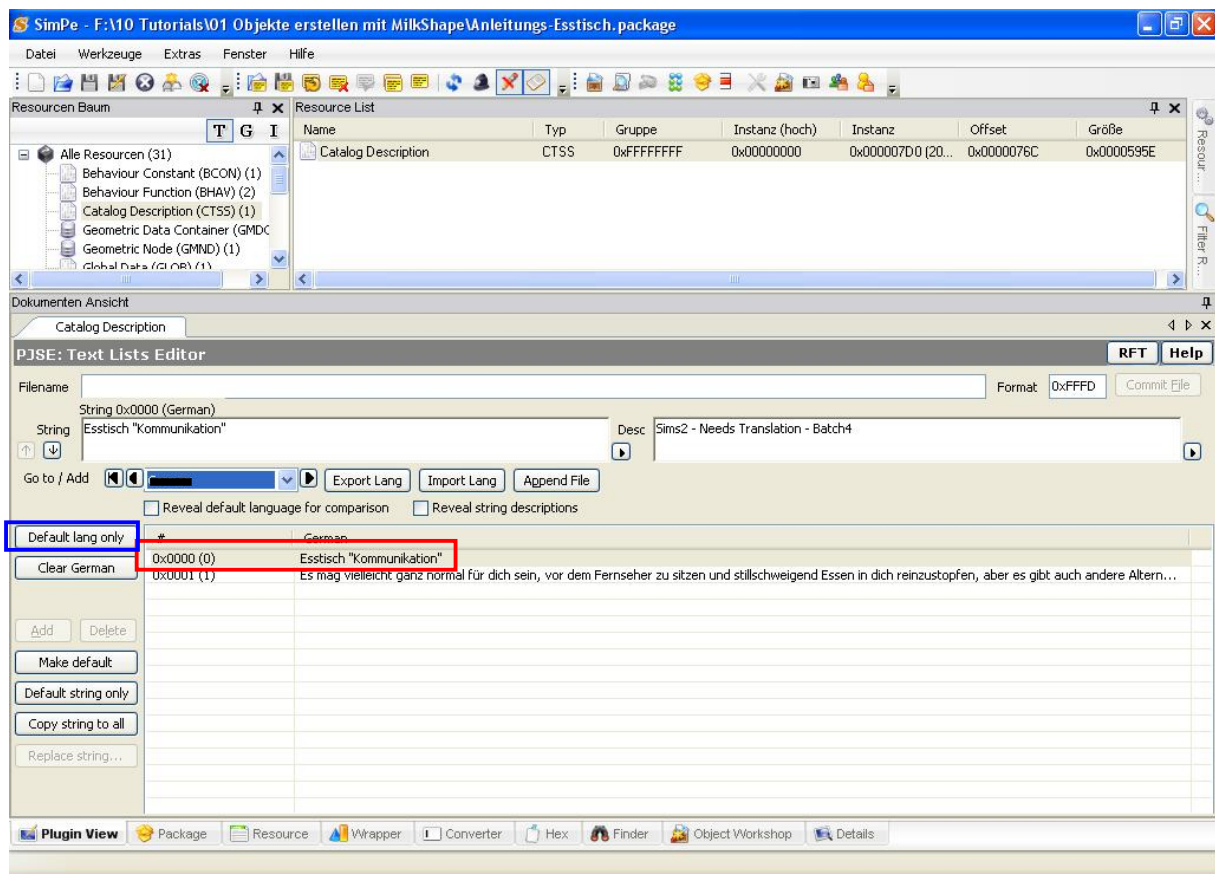 SimPe - F:\10 Tutorials\01 Objekte erstellen mit MilkShape\Anleitungs-Esstisch.package
Datei Werkzeuge Extras Fenster Hilfe
Resourcen Baum
T G I
Alle Resourcen (31)
Behaviour Constant (BCON) (1)
Behaviour Function (BHAV) (2)
Catalog Description (CTSS) (1)
Geometric Data Container (GMDC
Geometric Node (GMND) (1)
Global Data (GLOB) (1)
Resource List
Name Typ Gruppe Instanz (hoch) Instanz Offset Größe
Catalog Description CTSS 0xFFFFFFFF 0x00000000 0x000007D0 (20... 0x0000076C 0x0000595E
Resour...
Filter R...
Dokumenten Ansicht
Catalog Description
PJSE: Text Lists Editor RFT Help
Filename Format 0xFFFD Commit File
String 0x0000 (German)
String Esstisch "Kommunikation" Desc Sims2 - Needs Translation - Batch4
Go to / Add Export Lang Import Lang Append File
Reveal default language for comparison Reveal string descriptions
Default lang only # German
0x0000 (0) Esstisch "Kommunikation"
Clear German 0x0001 (1) Es mag vielleicht ganz normal für dich sein, vor dem Fernseher zu sitzen und stillschweigend Essen in dich reinzustopfen, aber es gibt auch andere Altern...
Add Delete
Make default
Default string only
Copy string to all
Replace string...
Plugin View Package Resource Wrapper Converter Hex Finder Object Workshop Details